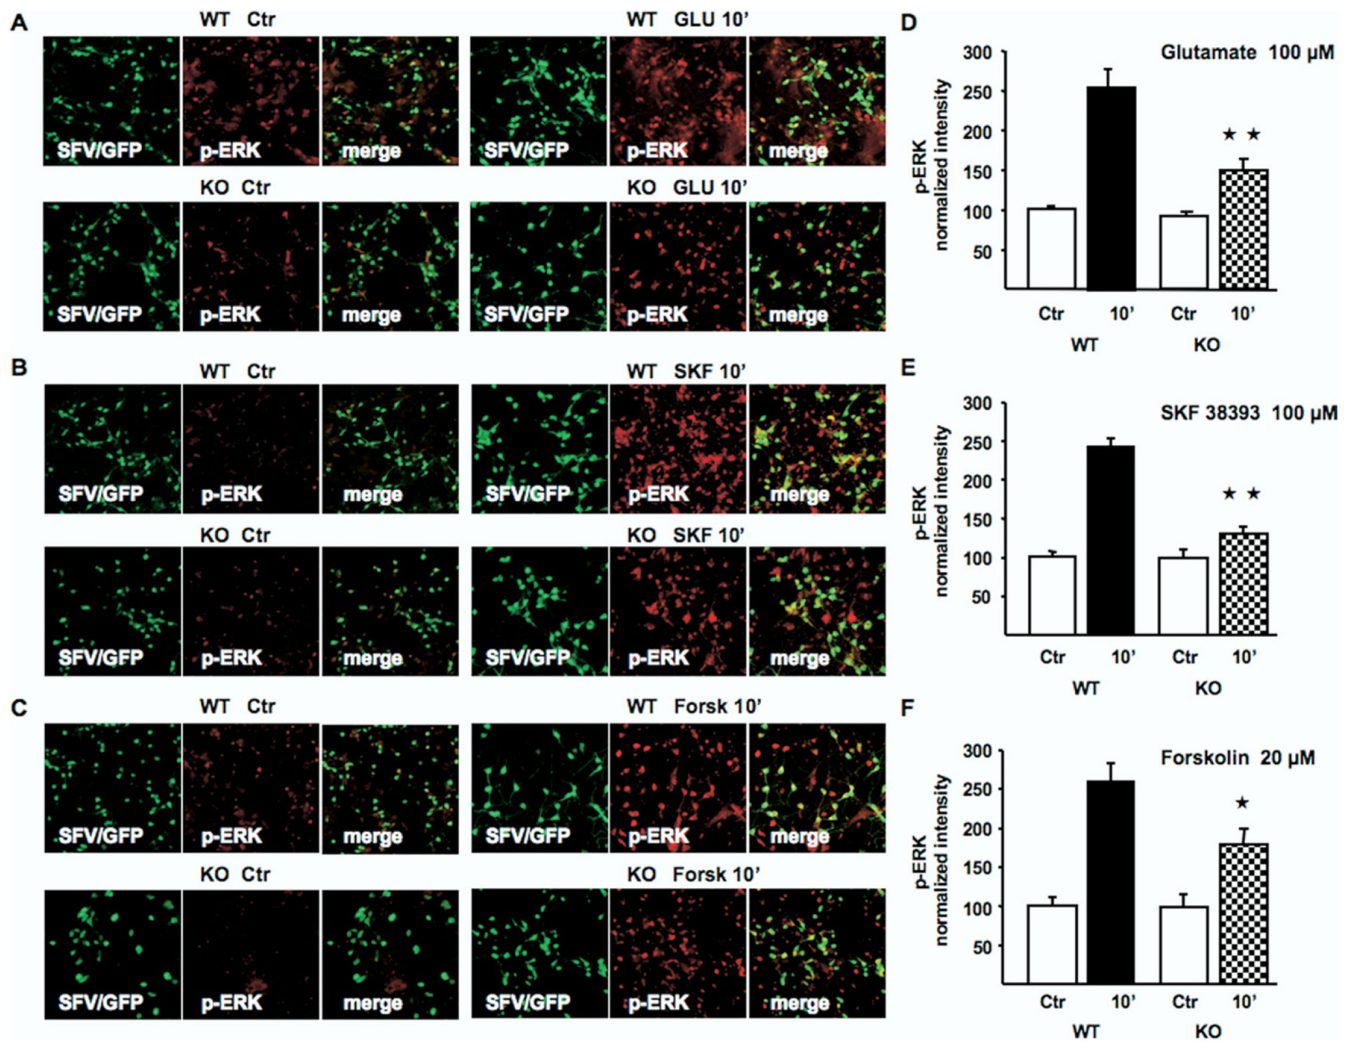 A
WT Ctr
WT GLU 10’
SFV/GFP p-ERK merge
SFV/GFP p-ERK merge
KO Ctr
KO GLU 10’
SFV/GFP p-ERK merge
SFV/GFP p-ERK merge
B
WT Ctr
WT SKF 10’
SFV/GFP p-ERK merge
SFV/GFP p-ERK merge
KO Ctr
KO SKF 10’
SFV/GFP p-ERK merge
SFV/GFP p-ERK merge
C
WT Ctr
WT Forsk 10’
SFV/GFP p-ERK merge
SFV/GFP p-ERK merge
KO Ctr
KO Forsk 10’
SFV/GFP p-ERK merge
SFV/GFP p-ERK merge
D
Glutamate 100 µM
p-ERK
normalized intensity
300
250
200
150
100
50
★ ★
Ctr 10’ Ctr 10’
WT KO
E
SKF 38393 100 µM
p-ERK
normalized intensity
300
250
200
150
100
50
★ ★
Ctr 10’ Ctr 10’
WT KO
F
Forskolin 20 µM
p-ERK
normalized intensity
300
250
200
150
100
50
★
Ctr 10’ Ctr 10’
WT KO